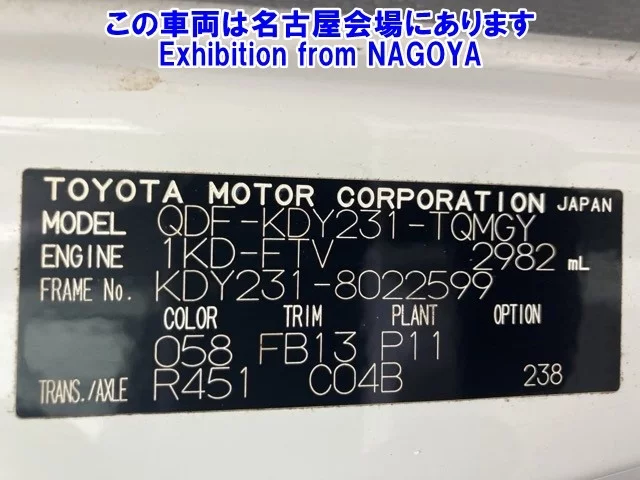 この車両は名古屋会場にあります
Exhibition from NAGOYA
TOYOTA MOTOR CORPORATION JAPAN
MODEL QDF-KDY231-TQMGY
ENGINE 1KD-FTV 2982 mL
FRAME No. KDY231-8022599
COLOR TRIM PLANT OPTION
058 FB13 P11
TRANS./AXLE R451 C04B 238